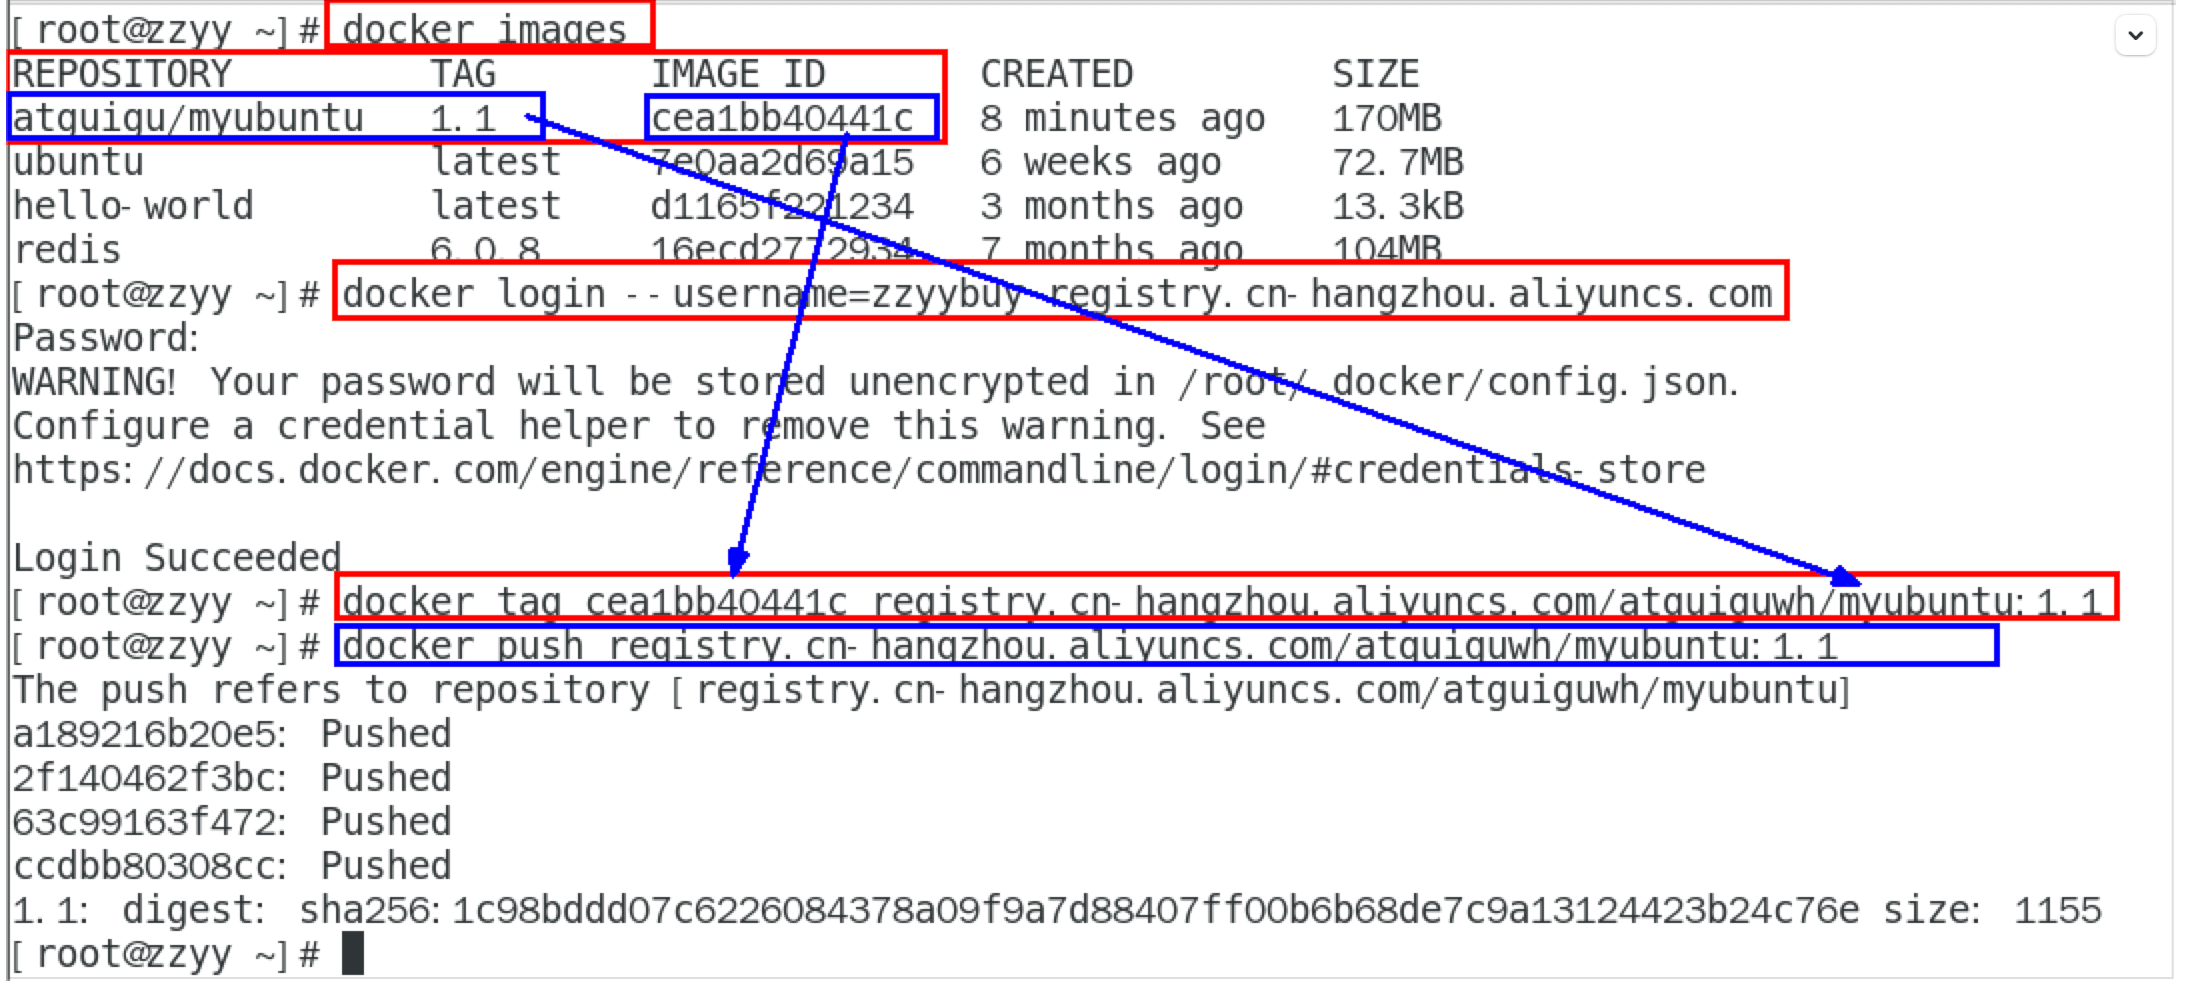 [root@zzyy ~]# docker images
REPOSITORY TAG IMAGE ID CREATED SIZE
atguigu/myubuntu 1.1 cea1bb40441c 8 minutes ago 170MB
ubuntu latest 7e0aa2d69a15 6 weeks ago 72.7MB
hello-world latest d1165f221234 3 months ago 13.3kB
redis 6.0.8 16ecd2772934 7 months ago 104MB
[root@zzyy ~]# docker login --username=zzyybuy registry.cn-hangzhou.aliyuncs.com
Password:
WARNING! Your password will be stored unencrypted in /root/.docker/config.json.
Configure a credential helper to remove this warning. See
https://docs.docker.com/engine/reference/commandline/login/#credentials-store
Login Succeeded
[root@zzyy ~]# docker tag cea1bb40441c registry.cn-hangzhou.aliyuncs.com/atguiguwh/myubuntu:1.1
[root@zzyy ~]# docker push registry.cn-hangzhou.aliyuncs.com/atguiguwh/myubuntu:1.1
The push refers to repository [registry.cn-hangzhou.aliyuncs.com/atguiguwh/myubuntu]
a189216b20e5: Pushed
2f140462f3bc: Pushed
63c99163f472: Pushed
ccdbb80308cc: Pushed
1.1: digest: sha256:1c98bddd07c6226084378a09f9a7d88407ff00b6b68de7c9a13124423b24c76e size: 1155
[root@zzyy ~]#